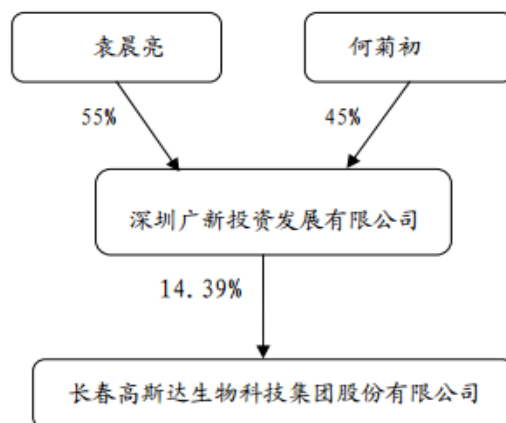 袁晨亮
何菊初
55%
45%
深圳广新投资发展有限公司
14.39%
长春高斯达生物科技集团股份有限公司